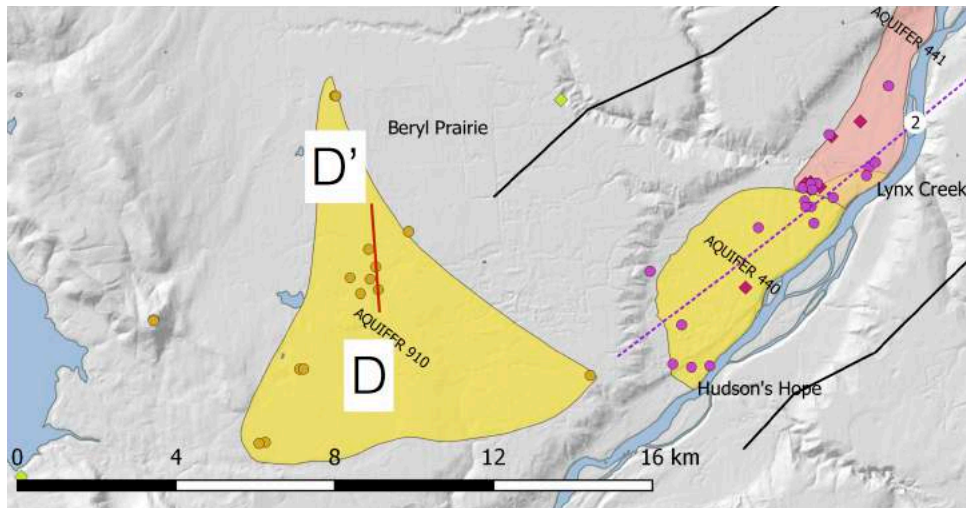 AQUIFER 441
Beryl Prairie
2
D'
Lynx Creek
AQUIFER 440
AQUIFER 910
D
Hudson's Hope
0 4 8 12 16 km